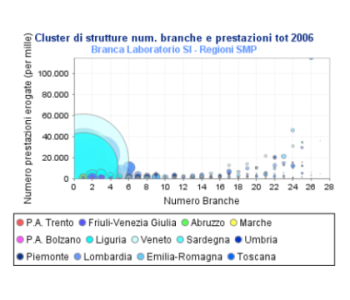 Cluster di strutture num. branche e prestazioni tot 2006
Branca Laboratorio SI - Regioni SMP
Numero prestazioni erogate (per mille)
100.000
80.000
60.000
40.000
20.000
0
0 2 4 6 8 10 12 14 16 18 20 22 24 26 28
Numero Branche
P.A. Trento Friuli-Venezia Giulia Abruzzo Marche
P.A. Bolzano Liguria Veneto Sardegna Umbria
Piemonte Lombardia Emilia-Romagna Toscana